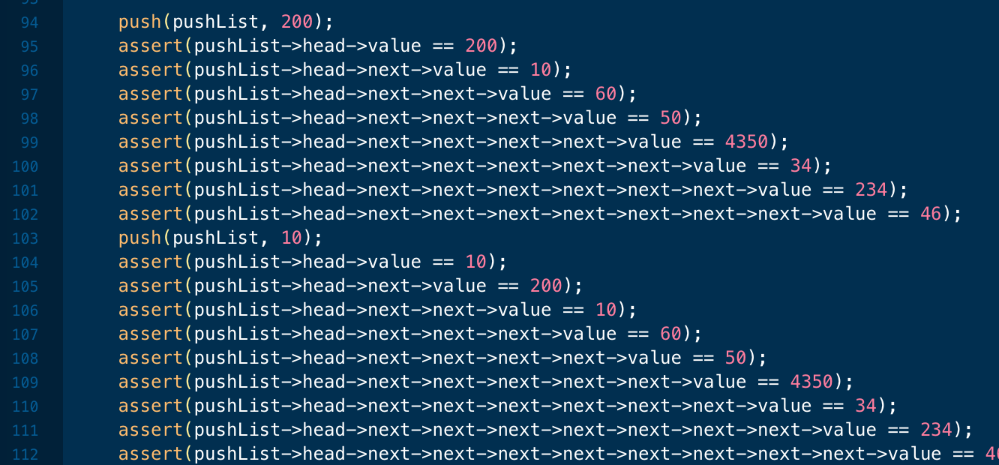 94 push(pushList, 200);
95 assert(pushList->head->value == 200);
96 assert(pushList->head->next->value == 10);
97 assert(pushList->head->next->next->value == 60);
98 assert(pushList->head->next->next->next->value == 50);
99 assert(pushList->head->next->next->next->next->value == 4350);
100 assert(pushList->head->next->next->next->next->next->value == 34);
101 assert(pushList->head->next->next->next->next->next->next->value == 234);
102 assert(pushList->head->next->next->next->next->next->next->next->value == 46);
103 push(pushList, 10);
104 assert(pushList->head->value == 10);
105 assert(pushList->head->next->value == 200);
106 assert(pushList->head->next->next->value == 10);
107 assert(pushList->head->next->next->next->value == 60);
108 assert(pushList->head->next->next->next->next->value == 50);
109 assert(pushList->head->next->next->next->next->next->value == 4350);
110 assert(pushList->head->next->next->next->next->next->next->value == 34);
111 assert(pushList->head->next->next->next->next->next->next->next->value == 234);
112 assert(pushList->head->next->next->next->next->next->next->next->next->value ==